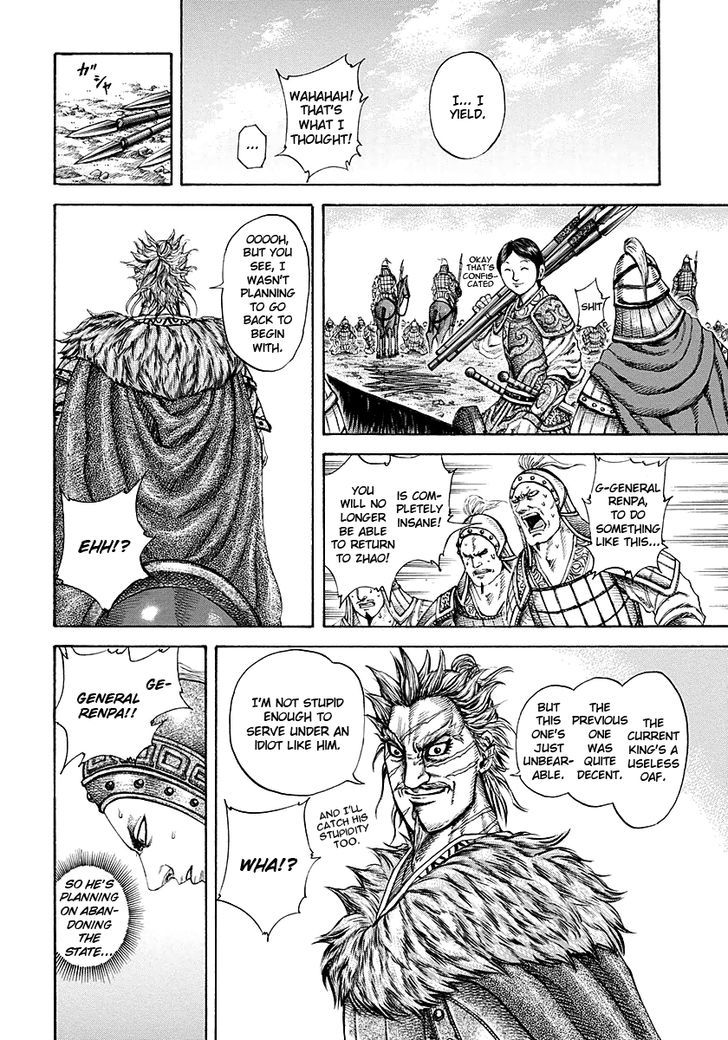 I... I
YIELD.
WAHAHAH!
THAT'S
WHAT I
THOUGHT!
...
ガシャ
SHIT
OKAY
THAT'S
CONFIS-
CATED
OOOOH,
BUT YOU
SEE, I
WASN'T
PLANNING
TO GO
BACK TO
BEGIN
WITH.
EHH!?
G-GENERAL
RENPA,
TO DO
SOMETHING
LIKE THIS...
IS COM-
PLETELY
INSANE!
YOU
WILL NO
LONGER
BE ABLE
TO RETURN
TO ZHAO!
THE
CURRENT
KING'S A
USELESS
OAF.
THE
PREVIOUS
ONE
WAS
QUITE
DECENT.
BUT
THIS
ONE'S
JUST
UNBEAR-
ABLE.
I'M NOT STUPID
ENOUGH TO
SERVE UNDER AN
IDIOT LIKE HIM.
AND I'LL
CATCH HIS
STUPIDITY
TOO.
WHA!?
GE-
GENERAL
RENPA!!
SO HE'S
PLANNING
ON ABAN-
DONING
THE
STATE...